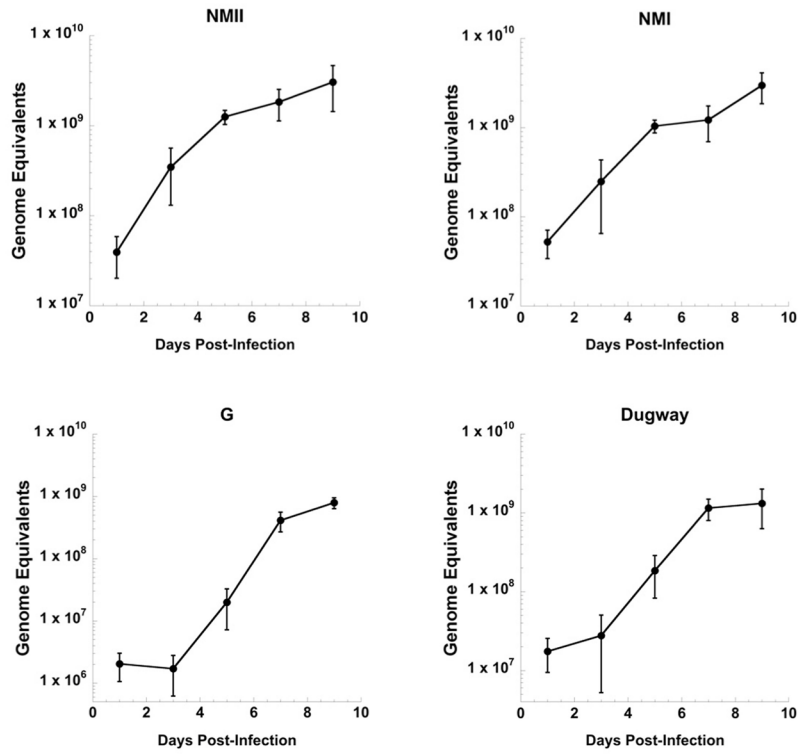 NMII
1 x 10^10
1 x 10^9
1 x 10^8
1 x 10^7
Genome Equivalents
0 2 4 6 8 10
Days Post-Infection
NMI
1 x 10^10
1 x 10^9
1 x 10^8
1 x 10^7
Genome Equivalents
0 2 4 6 8 10
Days Post-Infection
G
1 x 10^10
1 x 10^9
1 x 10^8
1 x 10^7
1 x 10^6
Genome Equivalents
0 2 4 6 8 10
Days Post-Infection
Dugway
1 x 10^10
1 x 10^9
1 x 10^8
1 x 10^7
Genome Equivalents
0 2 4 6 8 10
Days Post-Infection